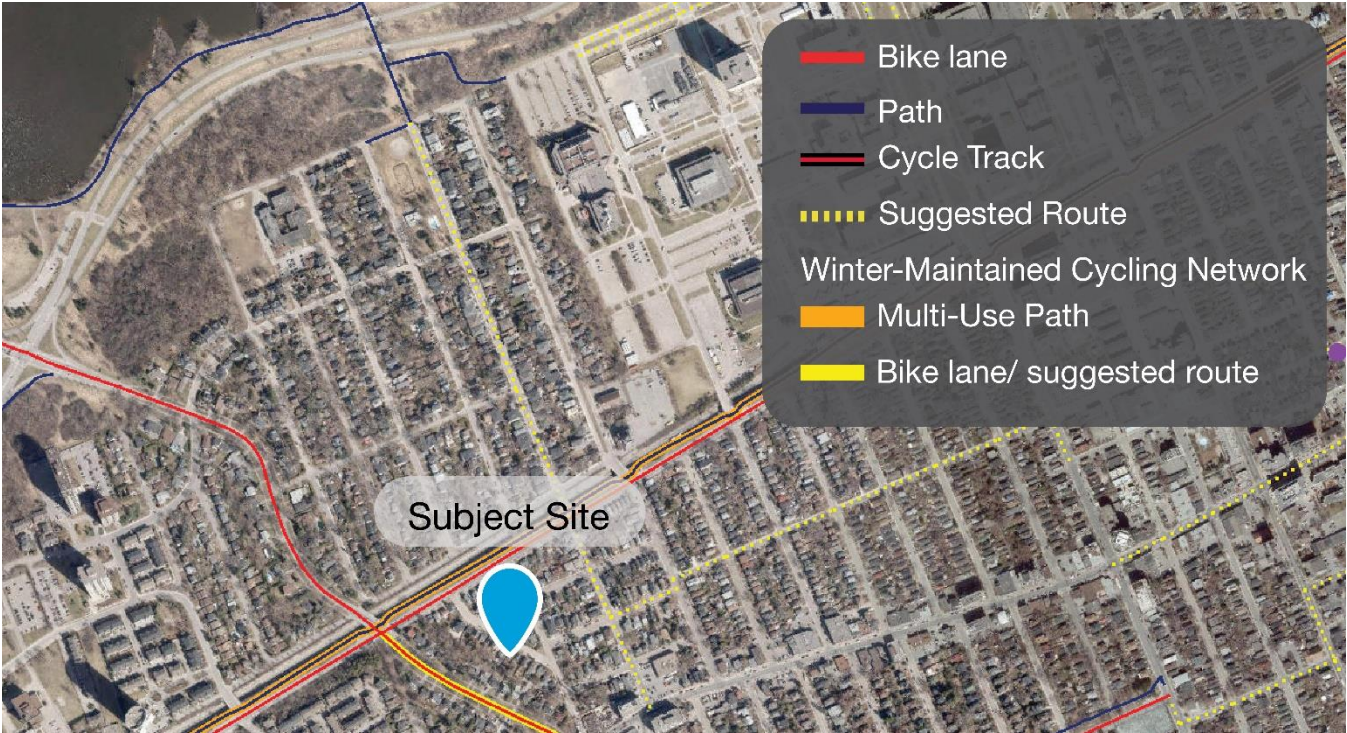 Bike lane
Path
Cycle Track
Suggested Route
Winter-Maintained Cycling Network
Multi-Use Path
Bike lane/ suggested route
Subject Site